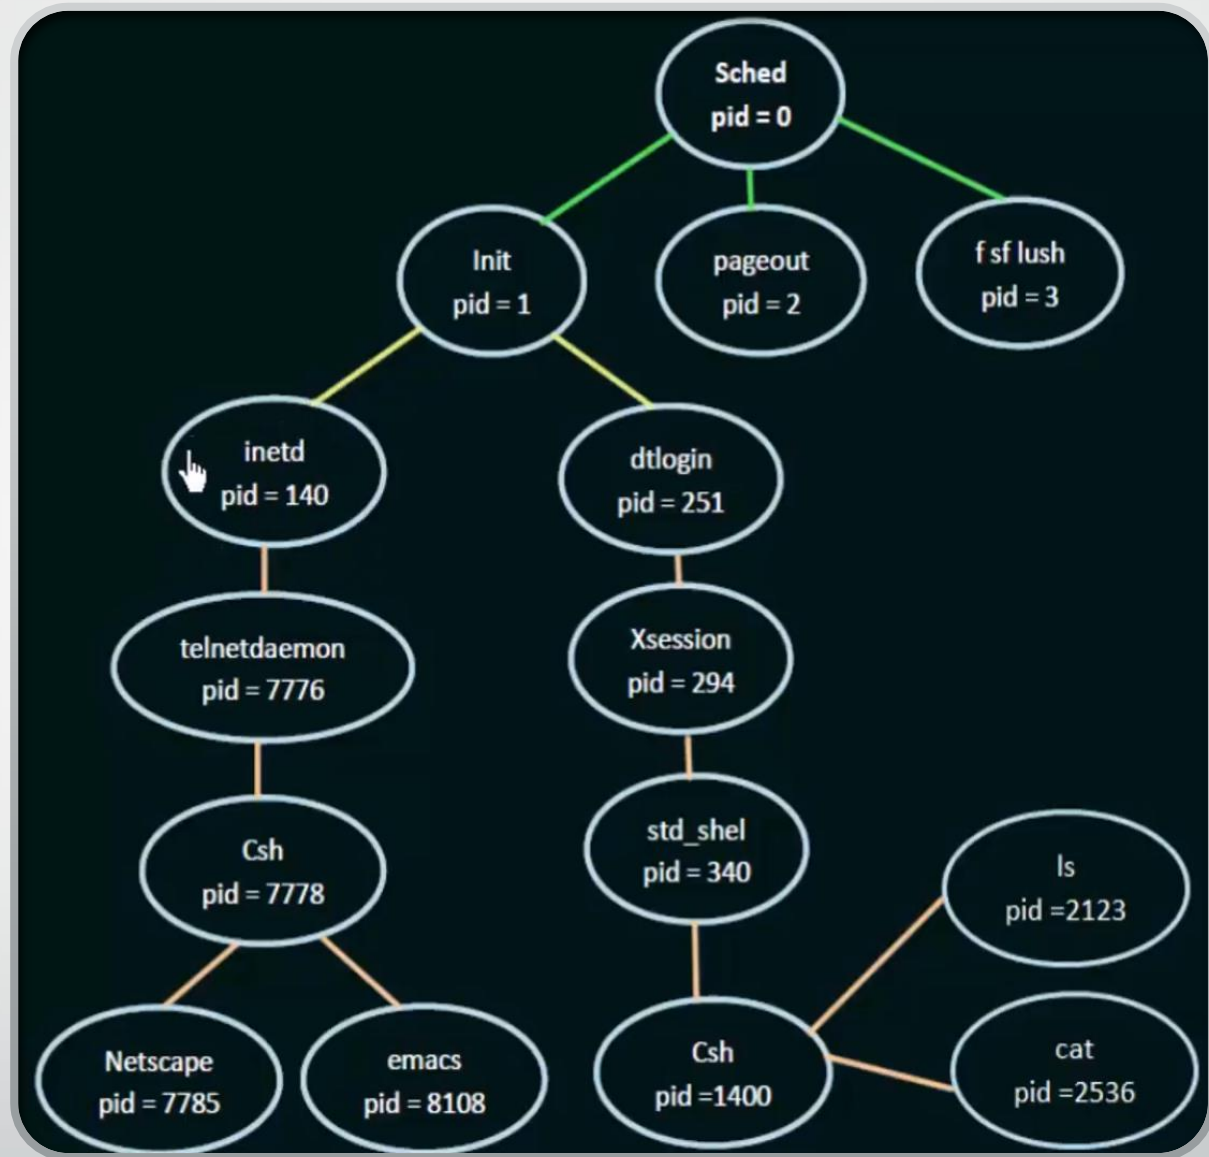 Sched
pid = 0
Init
pid = 1
pageout
pid = 2
f sf lush
pid = 3
inetd
pid = 140
dtlogin
pid = 251
telnetdaemon
pid = 7776
Xsession
pid = 294
Csh
pid = 7778
std_shel
pid = 340
ls
pid =2123
Netscape
pid = 7785
emacs
pid = 8108
Csh
pid =1400
cat
pid =2536